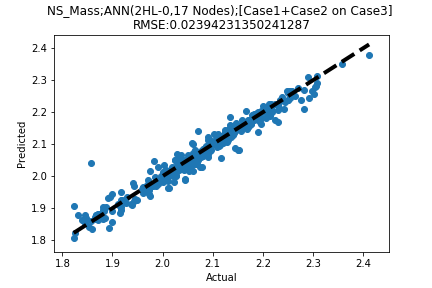 NS_Mass;ANN(2HL-0,17 Nodes);[Case1+Case2 on Case3]
RMSE:0.02394231350241287
2.4
2.3
2.2
2.1
2.0
1.9
1.8
Predicted
1.8 1.9 2.0 2.1 2.2 2.3 2.4
Actual